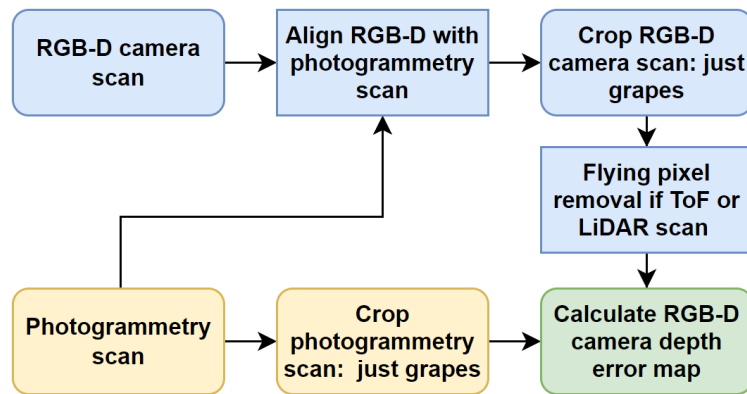 RGB-D camera
scan
Align RGB-D with
photogrammetry
scan
Crop RGB-D
camera scan: just
grapes
Flying pixel
removal if ToF or
LiDAR scan
Photogrammetry
scan
Crop
photogrammetry
scan:  just grapes
Calculate RGB-D
camera depth
error map